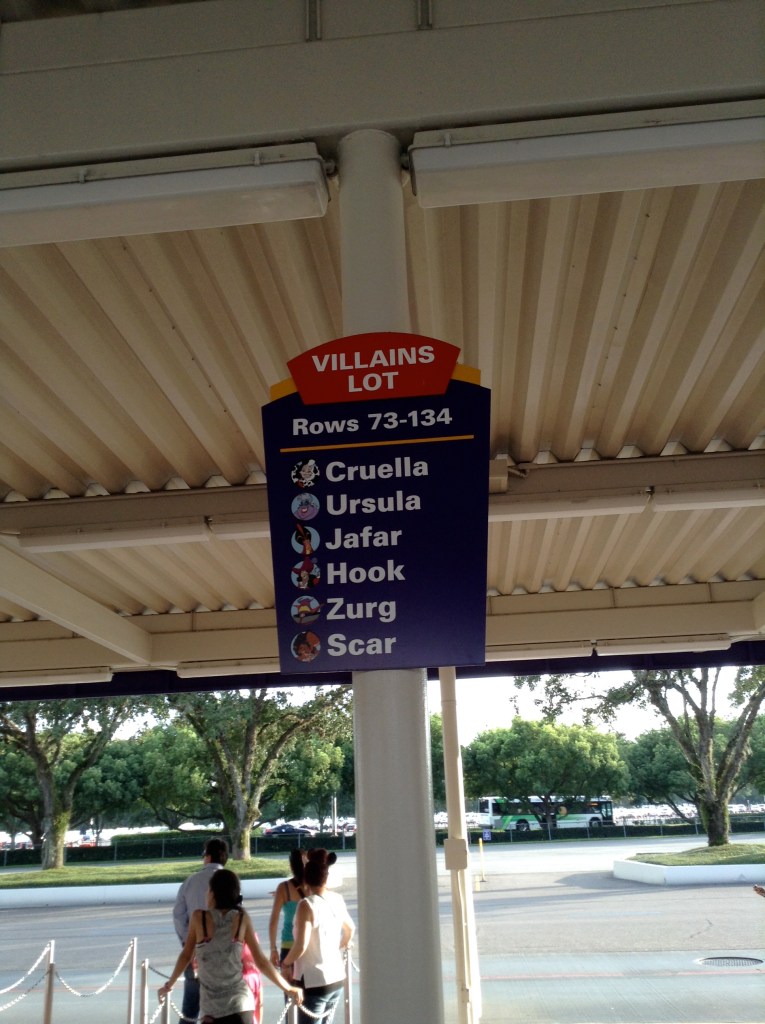 VILLAINS
LOT
Rows 73-134
Cruella
Ursula
Jafar
Hook
Zurg
Scar